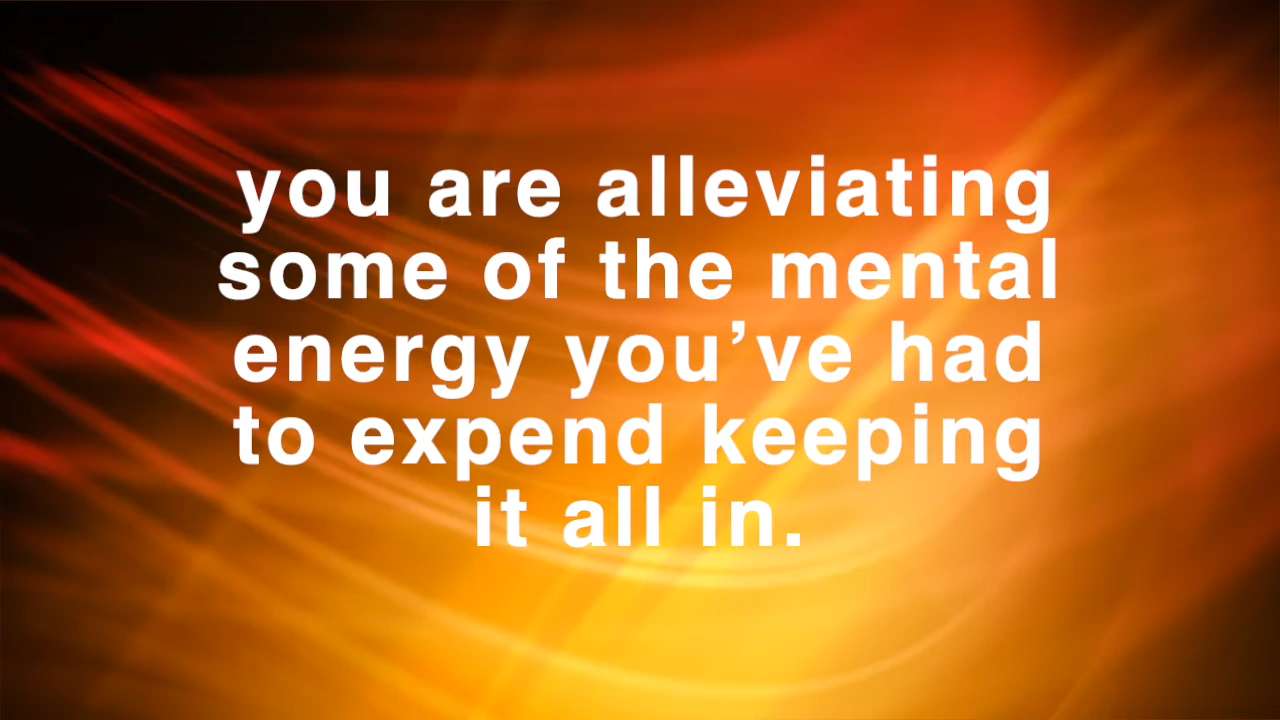 you are alleviating
some of the mental
energy you’ve had
to expend keeping
it all in.